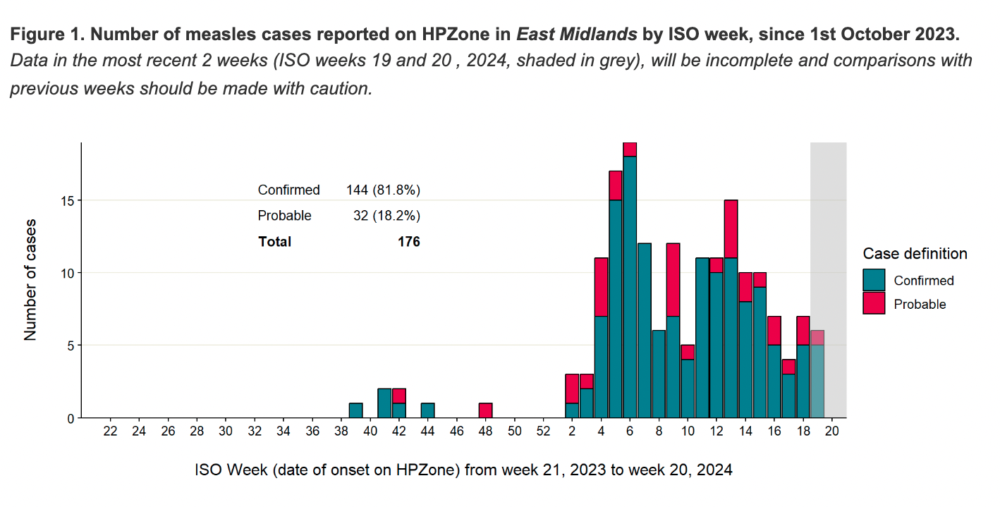 Figure 1. Number of measles cases reported on HPZone in East Midlands by ISO week, since 1st October 2023.
Data in the most recent 2 weeks (ISO weeks 19 and 20 , 2024, shaded in grey), will be incomplete and comparisons with
previous weeks should be made with caution.
Confirmed 144 (81.8%)
Probable 32 (18.2%)
Total 176
Number of cases
15
10
5
0
22 24 26 28 30 32 34 36 38 40 42 44 46 48 50 52 2 4 6 8 10 12 14 16 18 20
ISO Week (date of onset on HPZone) from week 21, 2023 to week 20, 2024
Case definition
Confirmed
Probable